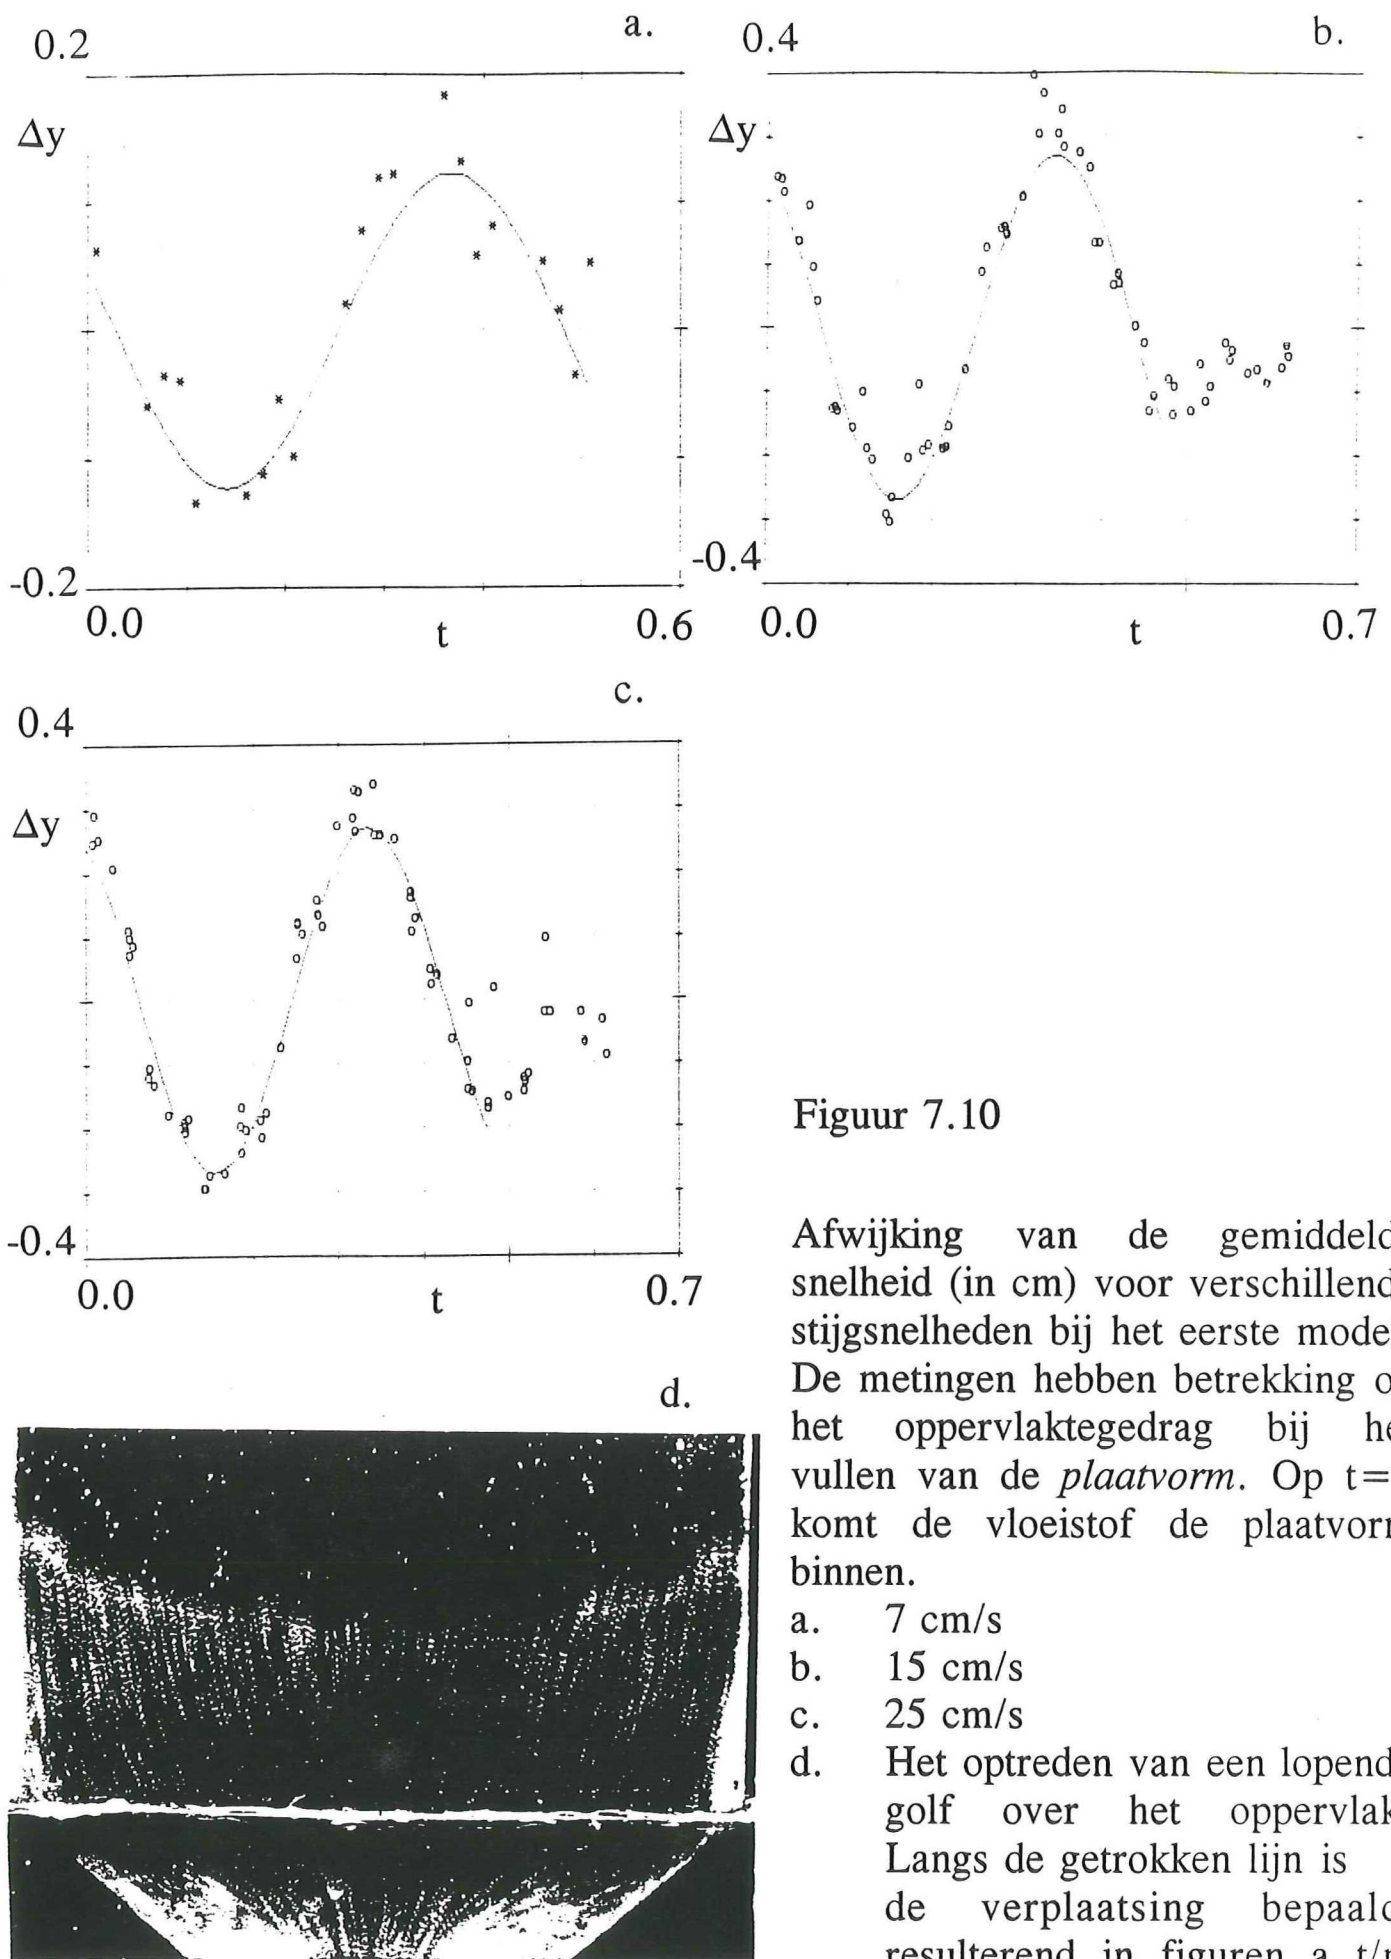 a.
0.2
Δy
-0.2
0.0 t 0.6
b.
0.4
Δy
-0.4
0.0 t 0.7
c.
0.4
Δy
-0.4
0.0 t 0.7
d.
Figuur 7.10
Afwijking van de gemiddeld
snelheid (in cm) voor verschillend
stijgsnelheden bij het eerste mode
De metingen hebben betrekking o
het oppervlaktegedrag bij he
vullen van de plaatvorm. Op t=
komt de vloeistof de plaatvorm
binnen.
a. 7 cm/s
b. 15 cm/s
c. 25 cm/s
d. Het optreden van een lopend
golf over het oppervlak
Langs de getrokken lijn is
de verplaatsing bepaald
resulterend in figuren a t/m